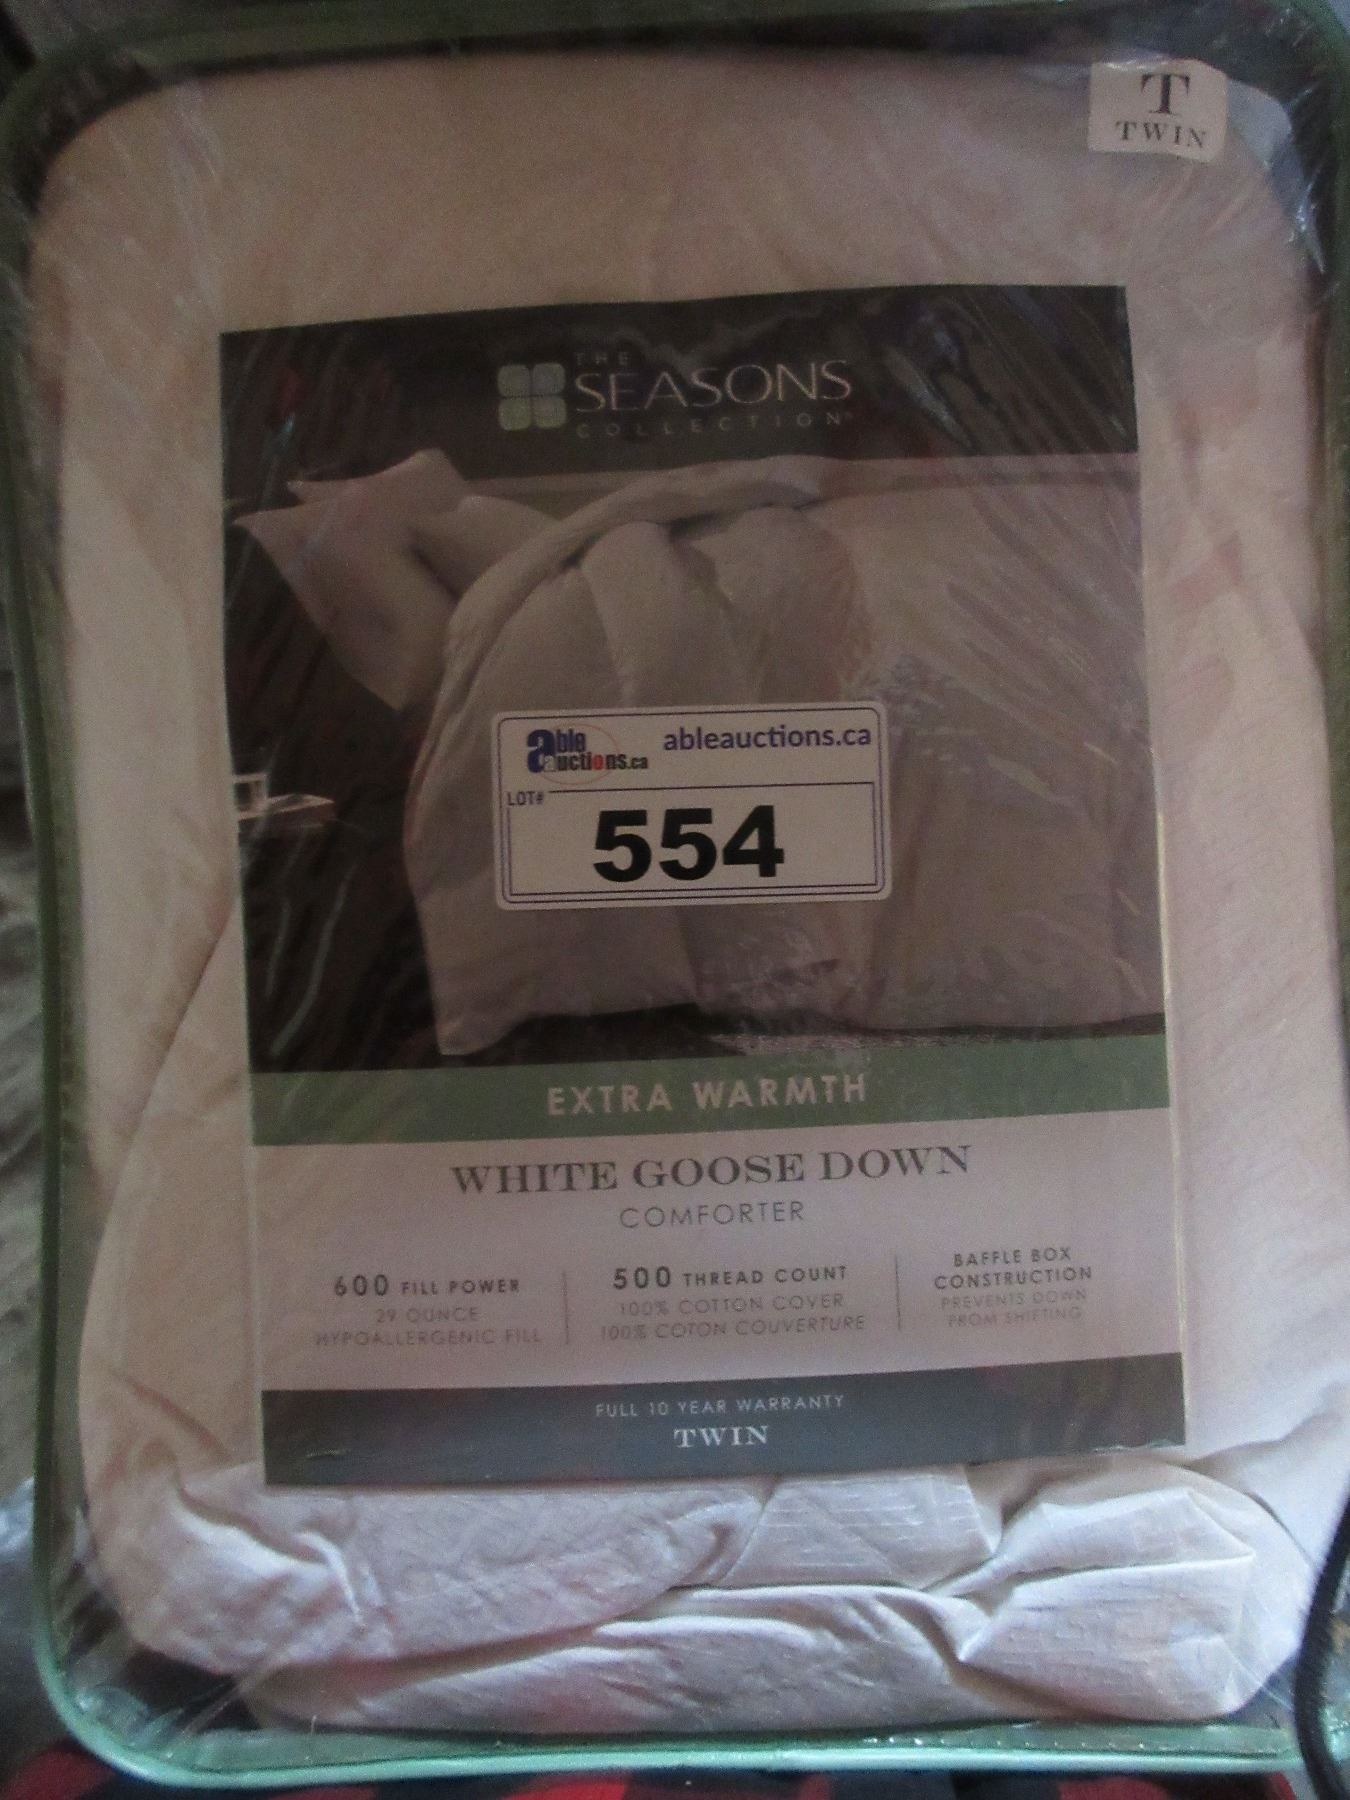 T
TWIN
THE
SEASONS
COLLECTION
able auctions.ca
ableauctions.ca
LOT#
554
EXTRA WARMTH
WHITE GOOSE DOWN
COMFORTER
600 FILL POWER
29 OUNCE
HYPOALLERGENIC FILL
500 THREAD COUNT
100% COTTON COVER
100% COTON COUVERTURE
BAFFLE BOX
CONSTRUCTION
PREVENTS DOWN
FROM SHIFTING
FULL 10 YEAR WARRANTY
TWIN